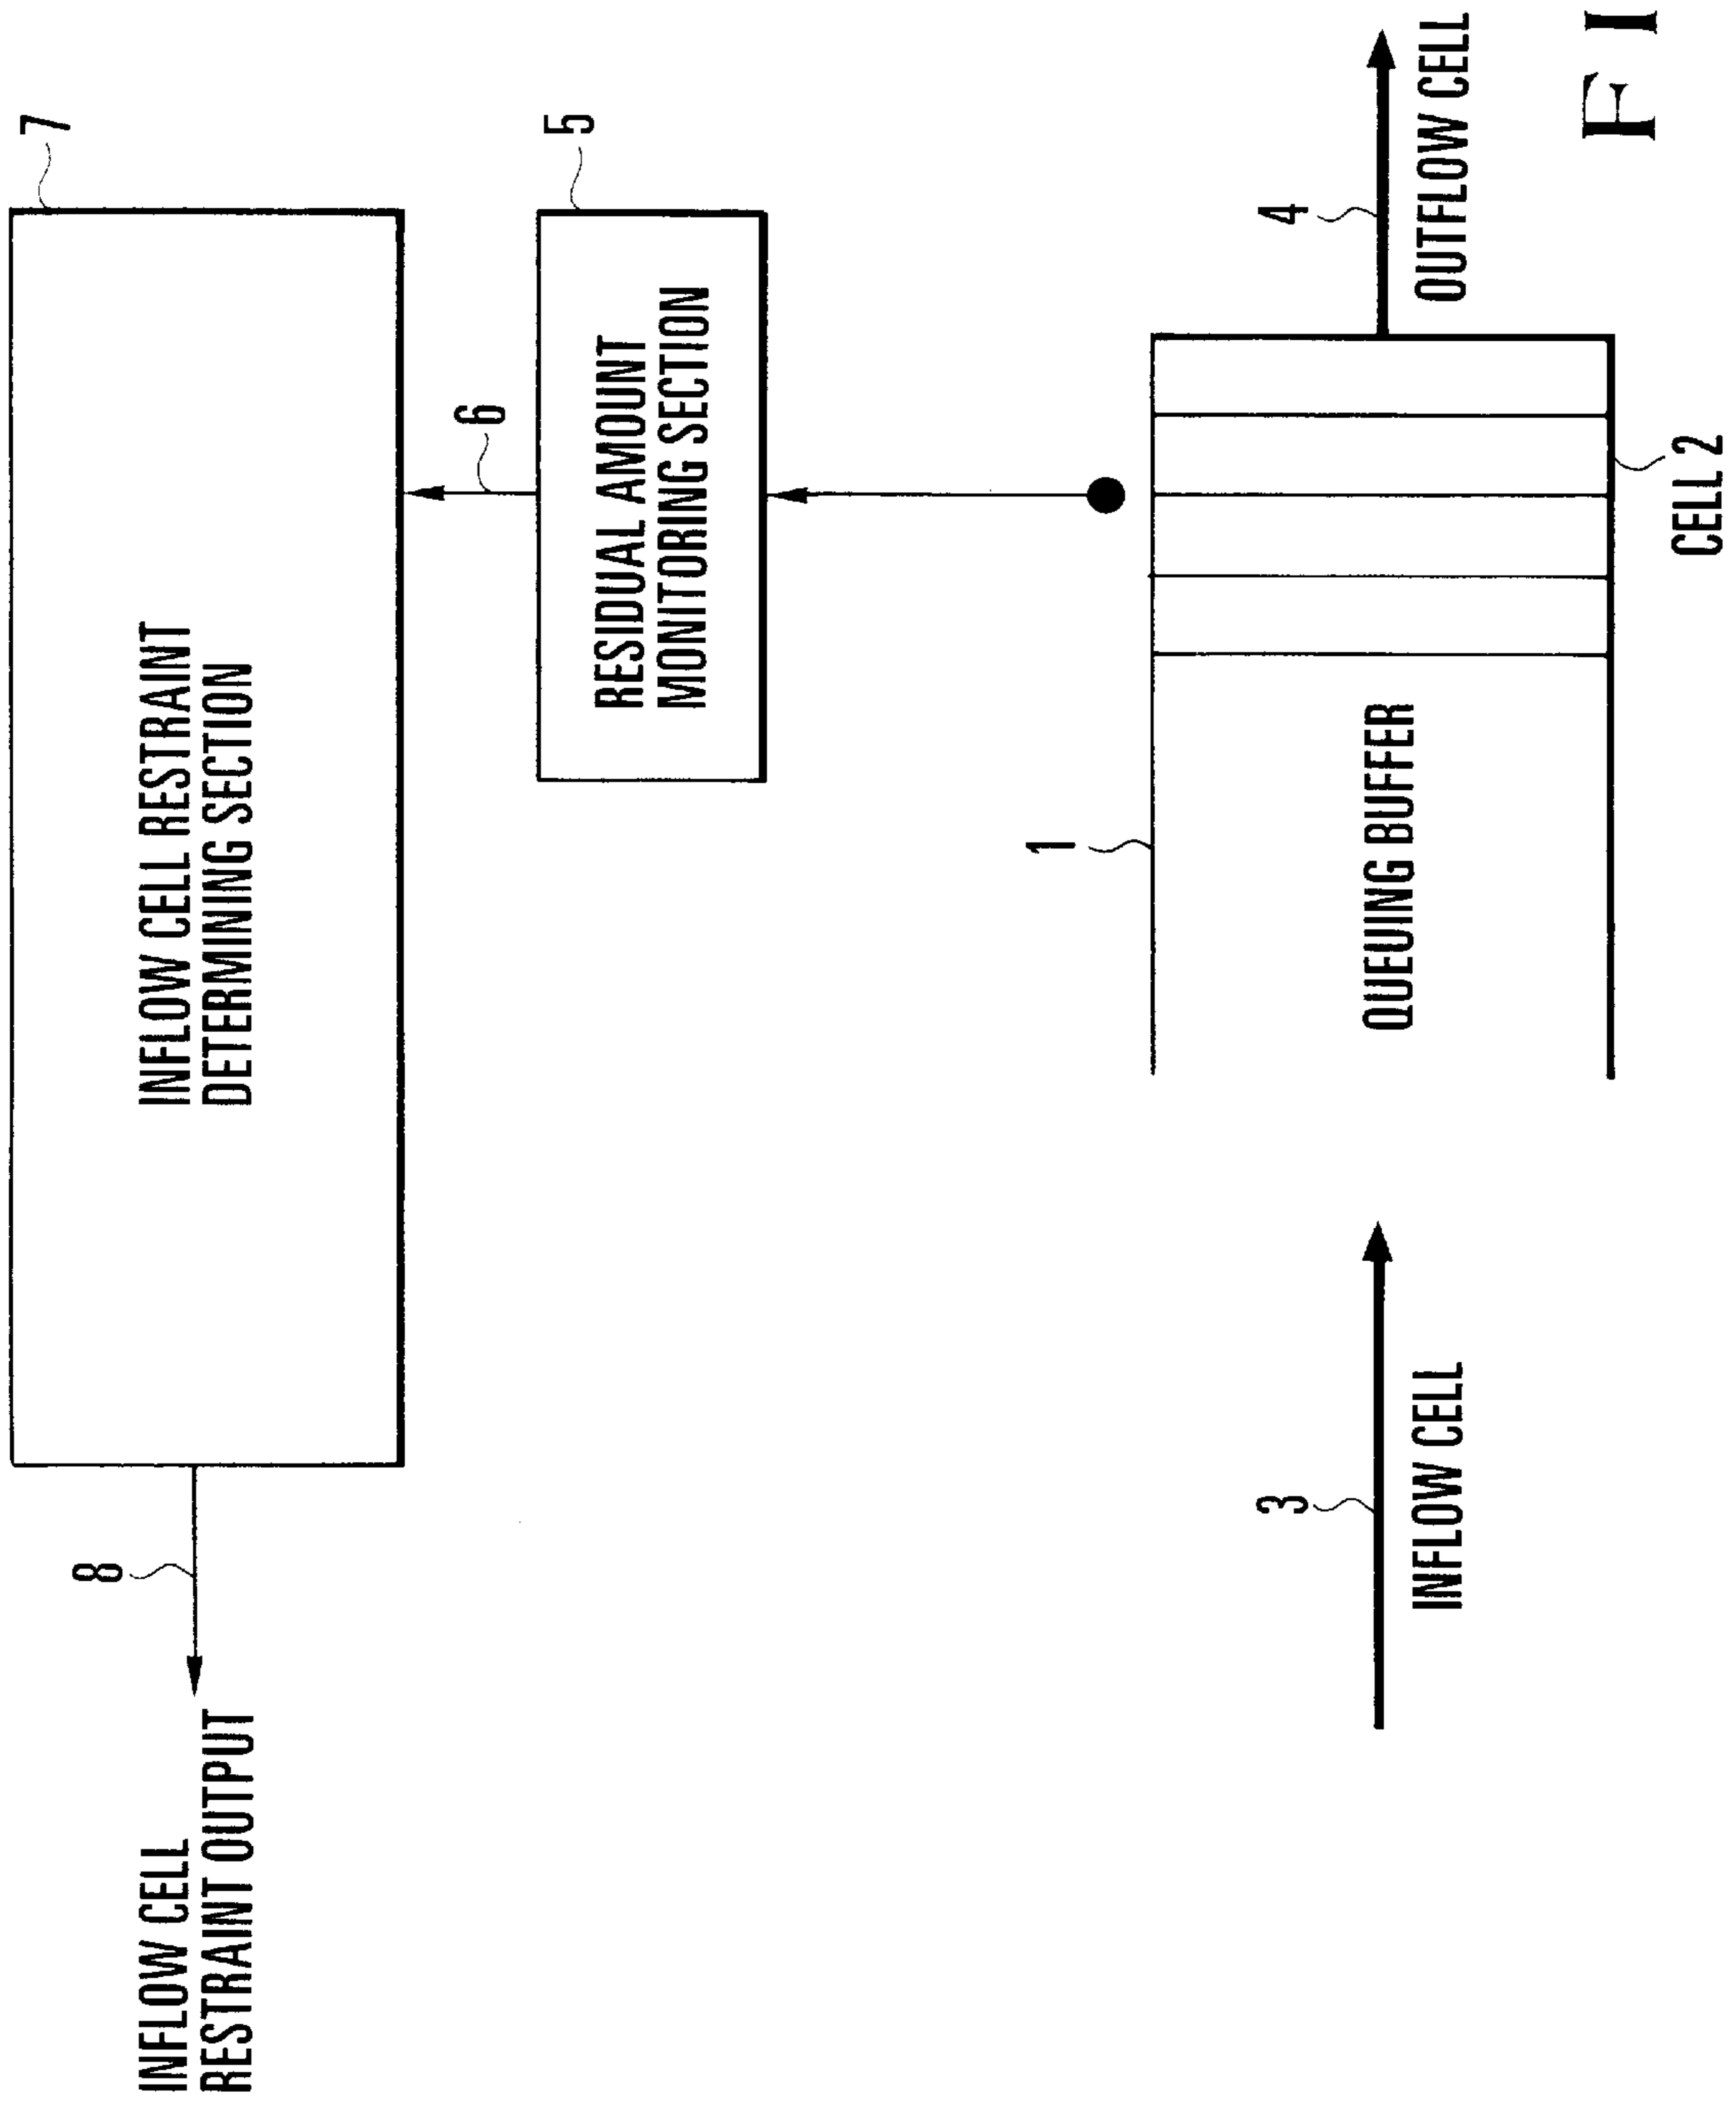 INFLOW CELL
RESTRAINT OUTPUT
8
INFLOW CELL RESTRAINT
DETERMINING SECTION
7
6
RESIDUAL AMOUNT
MONITORING SECTION
5
3
INFLOW CELL
1
QUEUING BUFFER
CELL 2
4
OUTFLOW CELL
F I